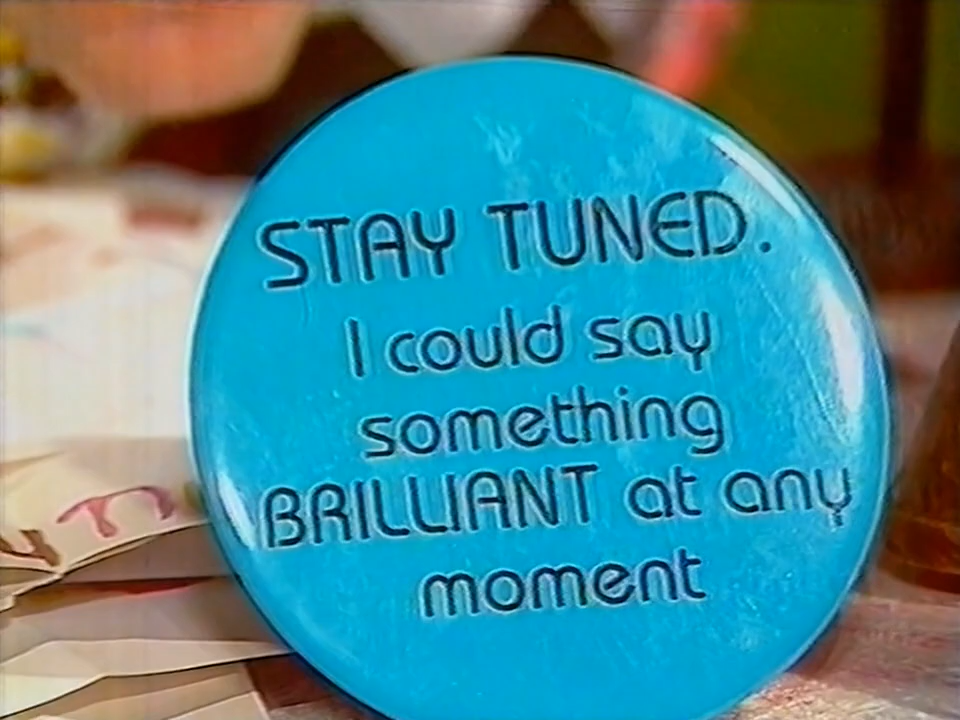 STAY TUNED.
I could say
something
BRILLIANT at any
moment